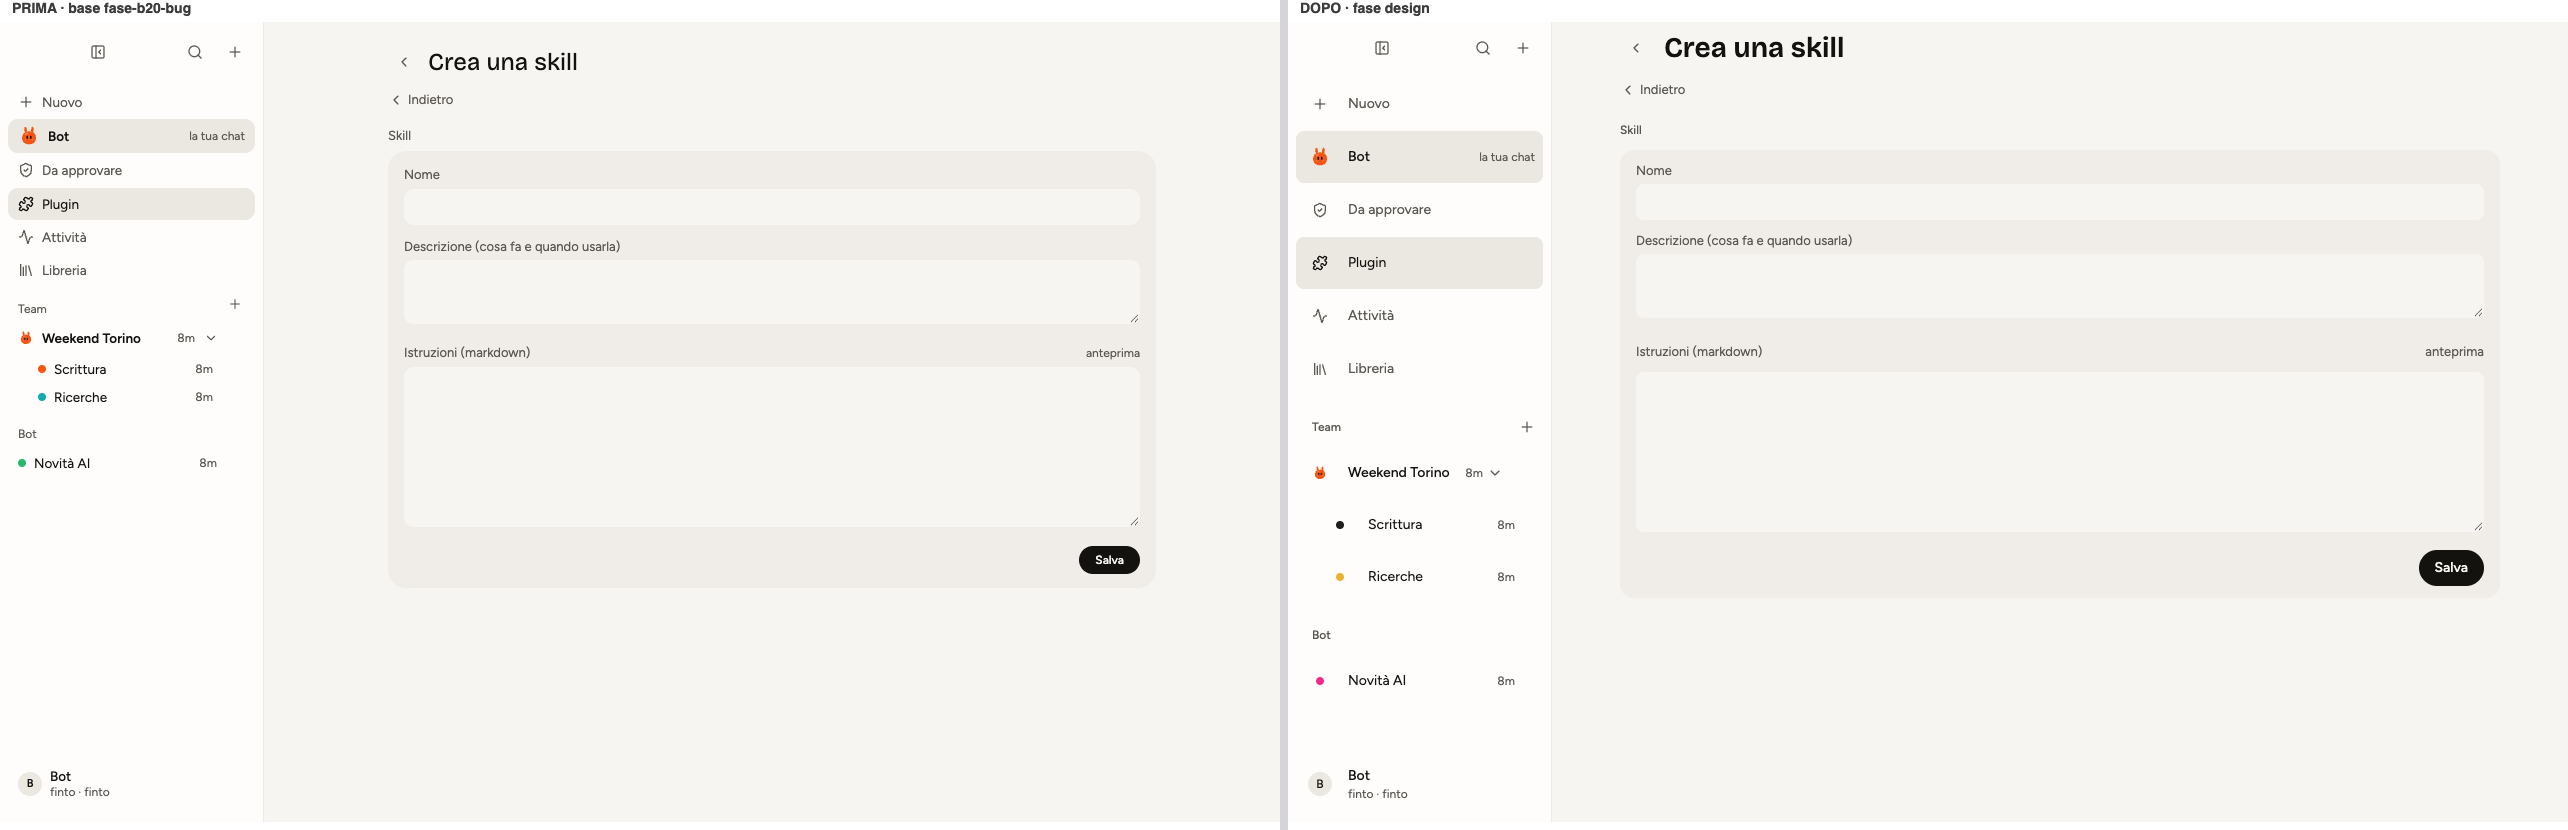 PRIMA · base fase-b20-bug
Crea una skill
Nuovo
Indietro
Bot la tua chat
Skill
Da approvare
Nome
Plugin
Attività
Descrizione (cosa fa e quando usarla)
Libreria
Team
Weekend Torino 8m
Istruzioni (markdown) anteprima
Scrittura 8m
Ricerche 8m
Bot
Novità AI 8m
Salva
B Bot
finto · finto
DOPO · fase design
Crea una skill
Indietro
Nuovo
Skill
Bot la tua chat
Nome
Da approvare
Descrizione (cosa fa e quando usarla)
Plugin
Attività
Istruzioni (markdown) anteprima
Libreria
Team
Weekend Torino 8m
Scrittura 8m
Salva
Ricerche 8m
Bot
Novità AI 8m
B Bot
finto · finto